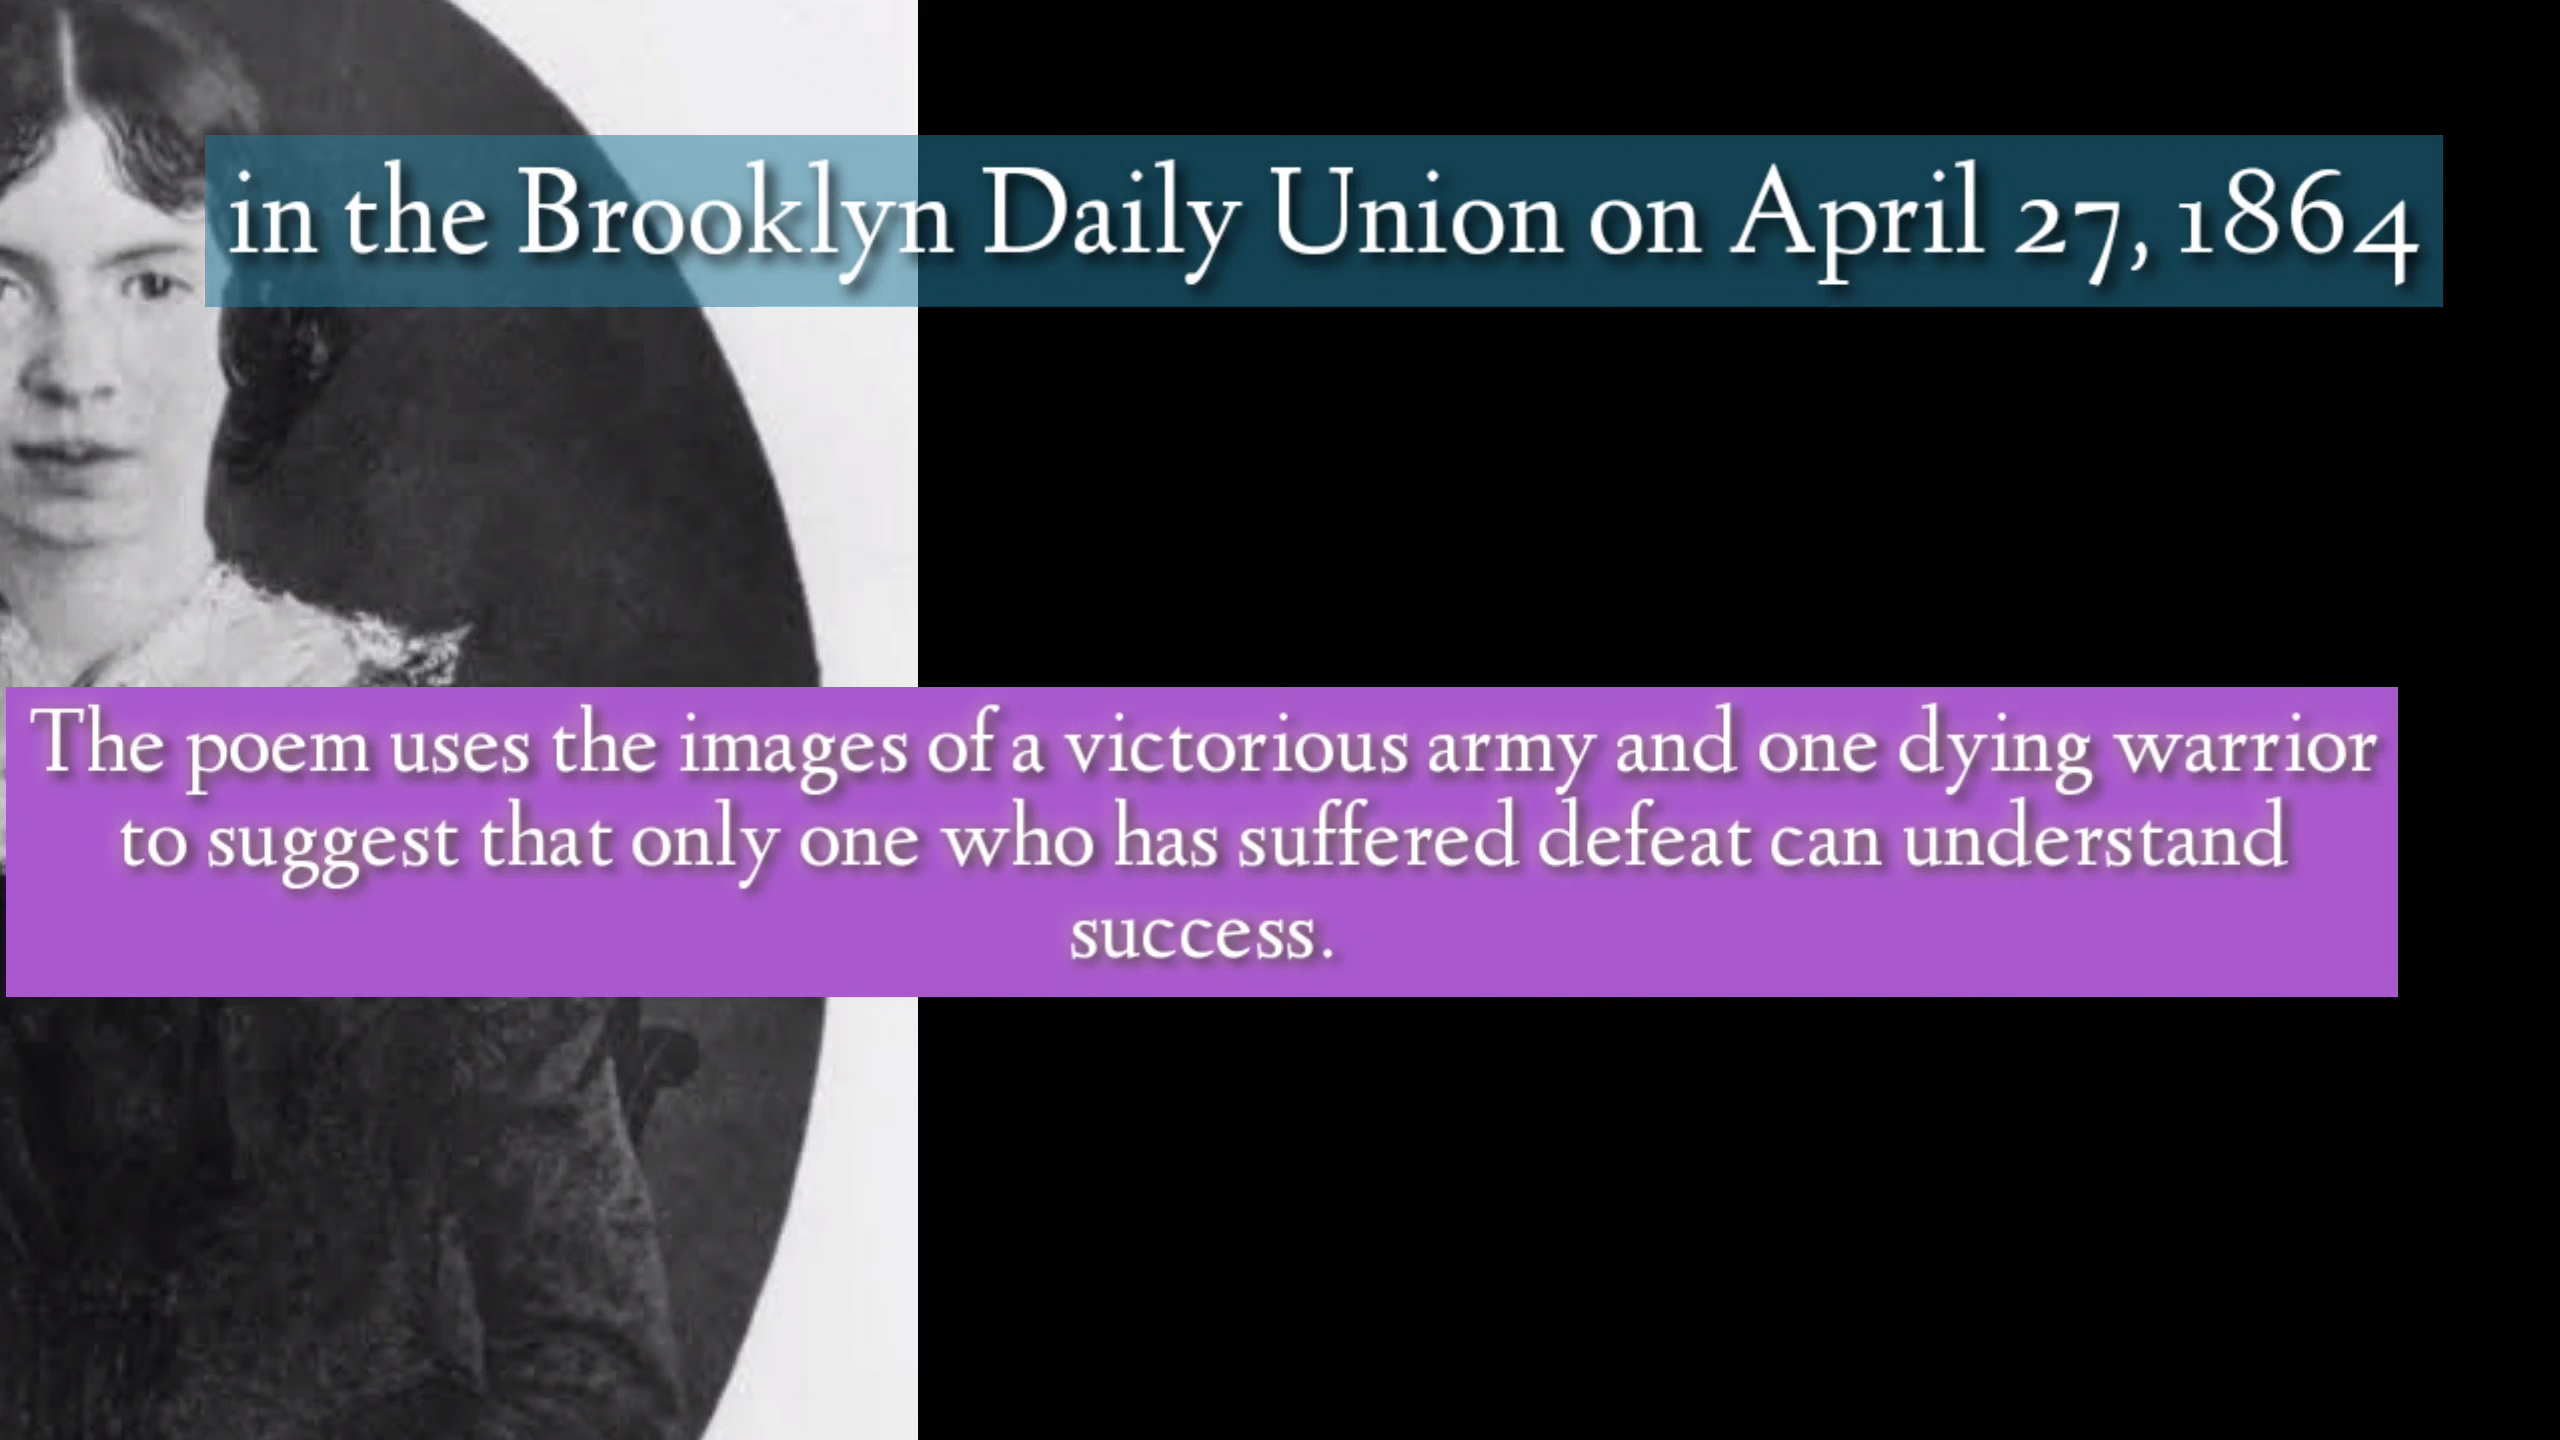 in the Brooklyn Daily Union on April 27, 1864
The poem uses the images of a victorious army and one dying warrior
to suggest that only one who has suffered defeat can understand
success.